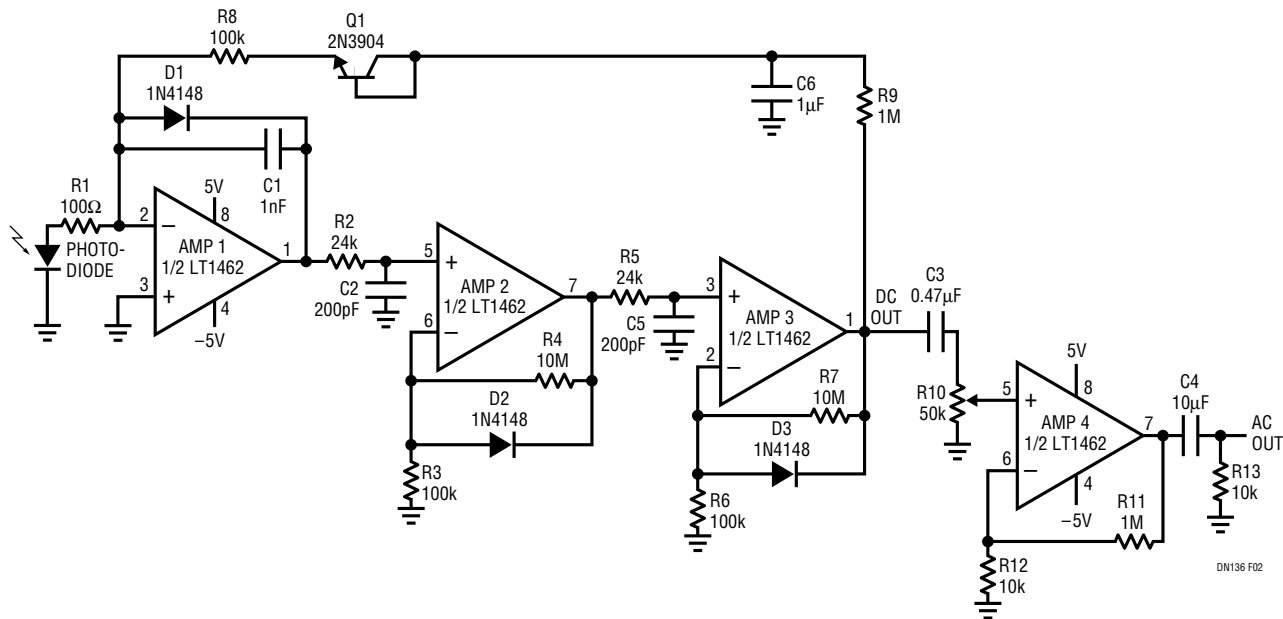 R8
100k
Q1
2N3904
D1
1N4148
C6
1µF
R9
1M
C1
1nF
R1
100Ω
PHOTO-
DIODE
2
−
3
+
5V
8
AMP 1
1/2 LT1462
1
4
−5V
R2
24k
C2
200pF
5
+
6
−
AMP 2
1/2 LT1462
7
R4
10M
D2
1N4148
R3
100k
R5
24k
C5
200pF
3
+
2
−
AMP 3
1/2 LT1462
1
DC
OUT
R7
10M
D3
1N4148
R6
100k
C3
0.47µF
R10
50k
5
+
6
−
5V
8
AMP 4
1/2 LT1462
7
4
−5V
C4
10µF
AC
OUT
R13
10k
R11
1M
R12
10k
DN136 F02